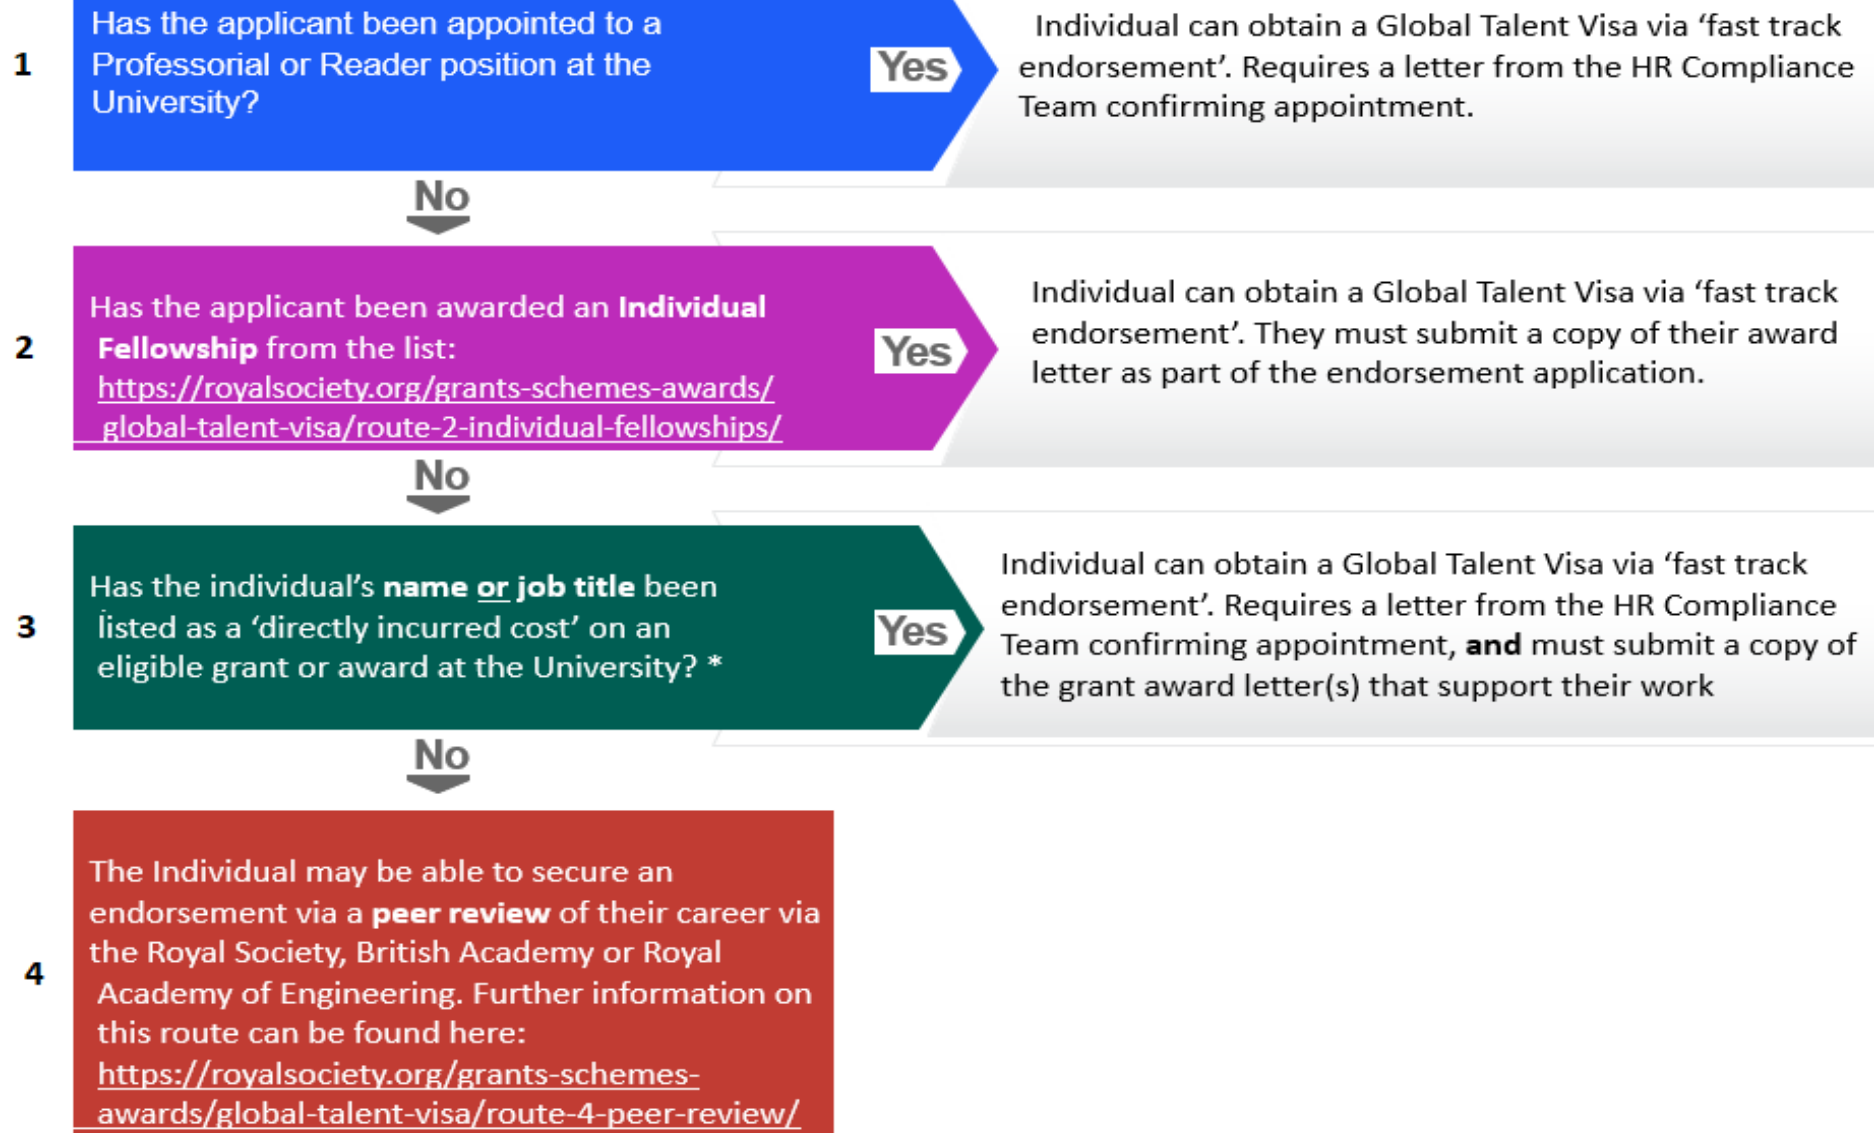 1
Has the applicant been appointed to a
Professorial or Reader position at the
University?
Yes
Individual can obtain a Global Talent Visa via ‘fast track
endorsement’. Requires a letter from the HR Compliance
Team confirming appointment.
No
2
Has the applicant been awarded an Individual
Fellowship from the list:
https://royalsociety.org/grants-schemes-awards/
global-talent-visa/route-2-individual-fellowships/
Yes
Individual can obtain a Global Talent Visa via ‘fast track
endorsement’. They must submit a copy of their award
letter as part of the endorsement application.
No
3
Has the individual’s name or job title been
listed as a ‘directly incurred cost’ on an
eligible grant or award at the University? *
Yes
Individual can obtain a Global Talent Visa via ‘fast track
endorsement’. Requires a letter from the HR Compliance
Team confirming appointment, and must submit a copy of
the grant award letter(s) that support their work
No
4
The Individual may be able to secure an
endorsement via a peer review of their career via
the Royal Society, British Academy or Royal
Academy of Engineering. Further information on
this route can be found here:
https://royalsociety.org/grants-schemes-
awards/global-talent-visa/route-4-peer-review/